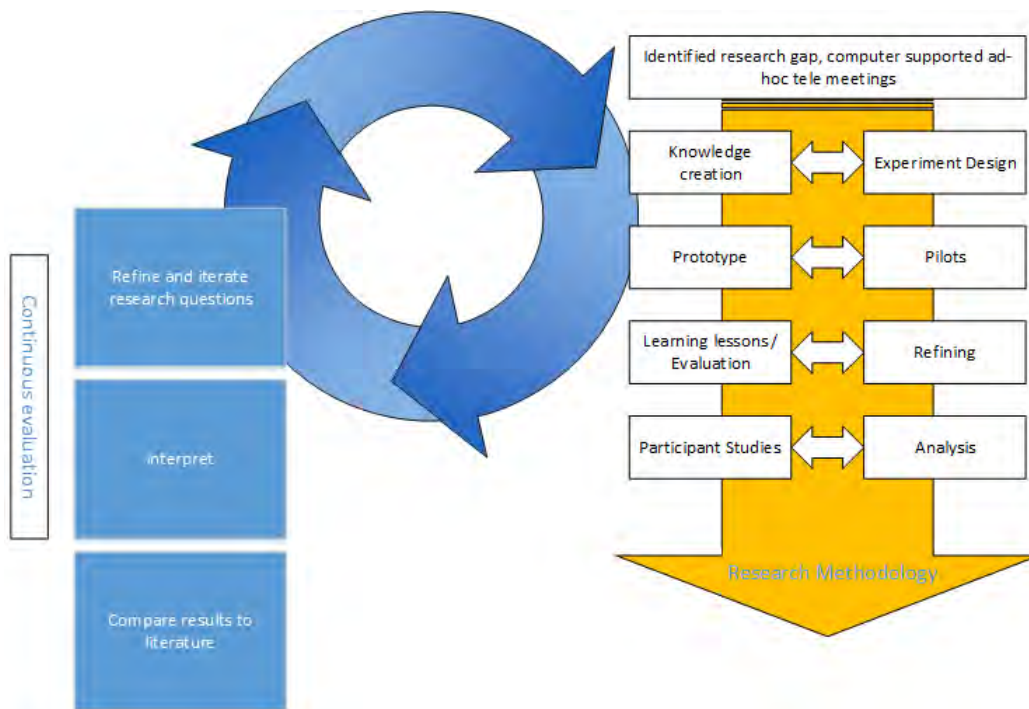 Identified research gap, computer supported ad-
hoc tele meetings
Knowledge
creation
Experiment Design
Prototype
Pilots
Learning lessons/
Evaluation
Refining
Participant Studies
Analysis
Research Methodology
Continuous evaluation
Refine and iterate
research questions
interpret
Compare results to
literature